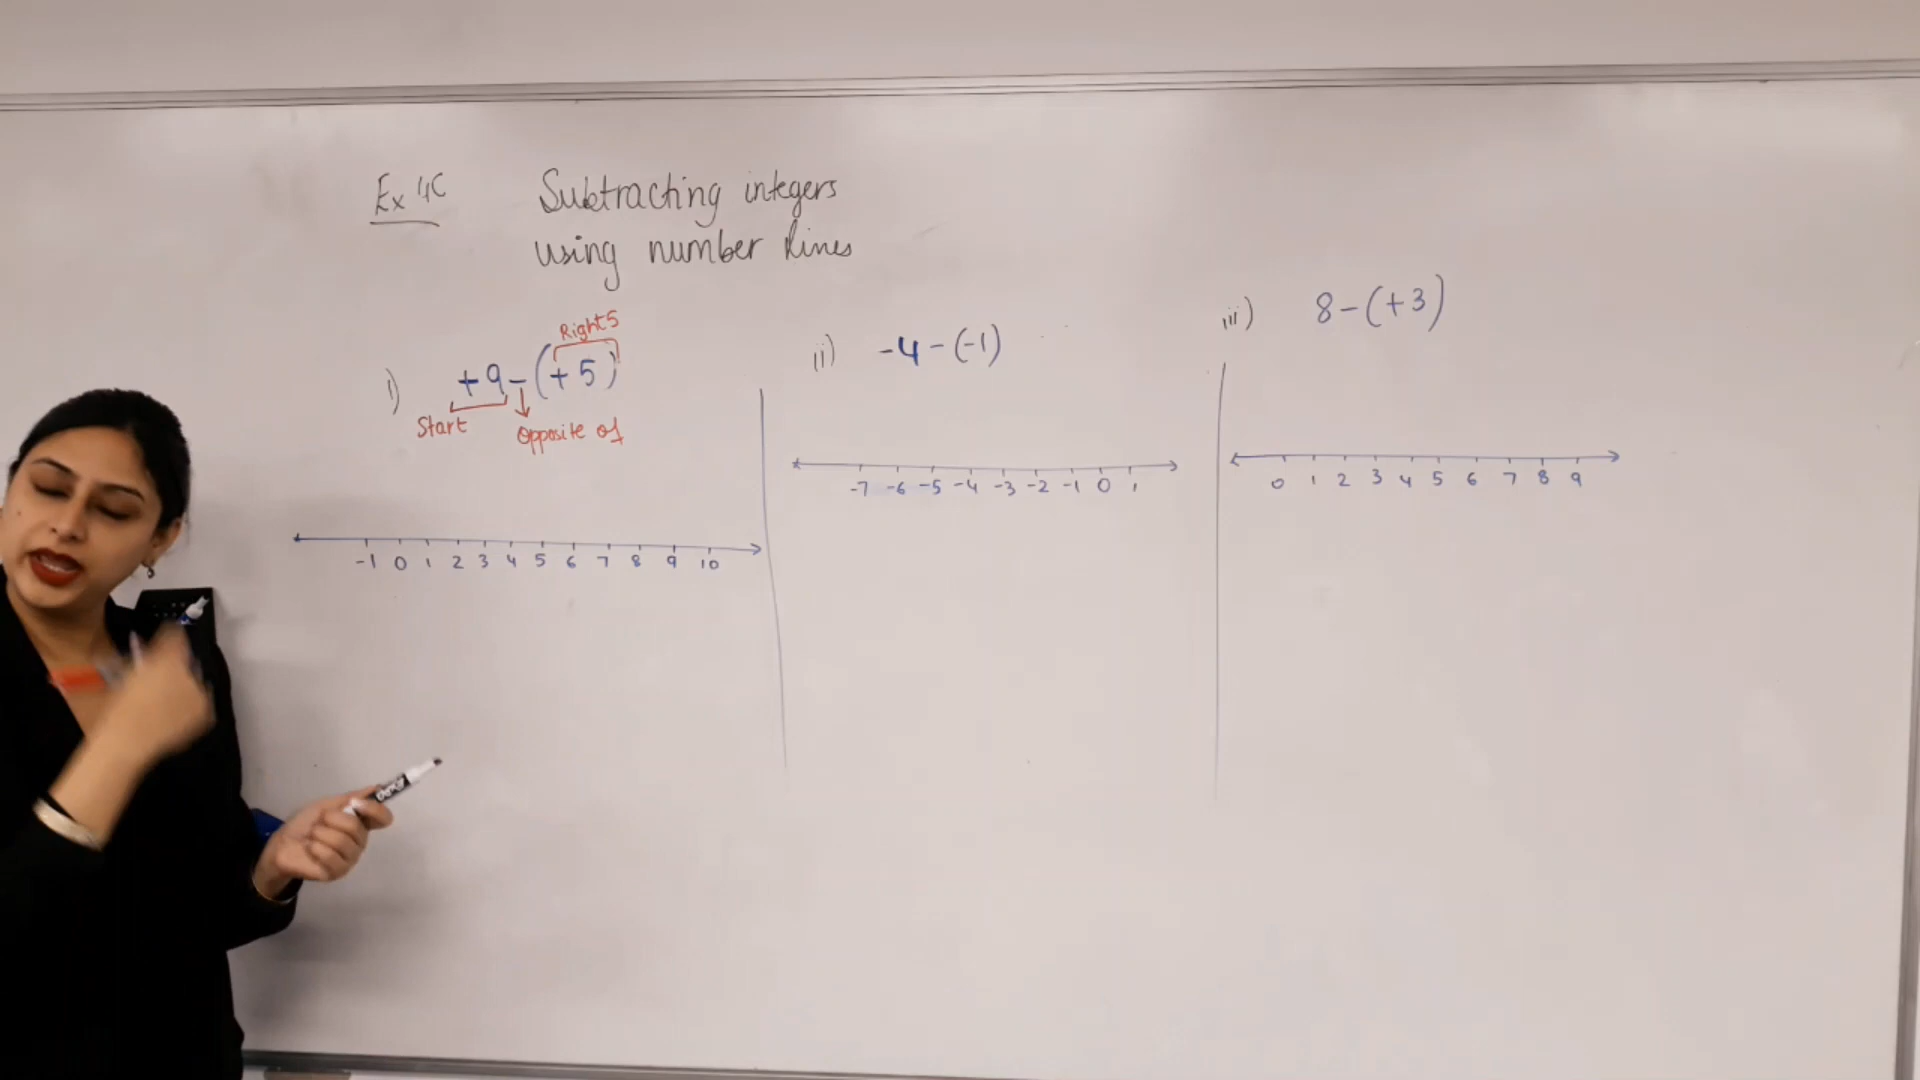 Ex 4C
Subtracting integers
using number lines
Right 5
i) +9-(+5)
Start
Opposite of
-1 0 1 2 3 4 5 6 7 8 9 10
ii) -4-(-1)
-7 -6 -5 -4 -3 -2 -1 0 1
iii) 8-(+3)
0 1 2 3 4 5 6 7 8 9